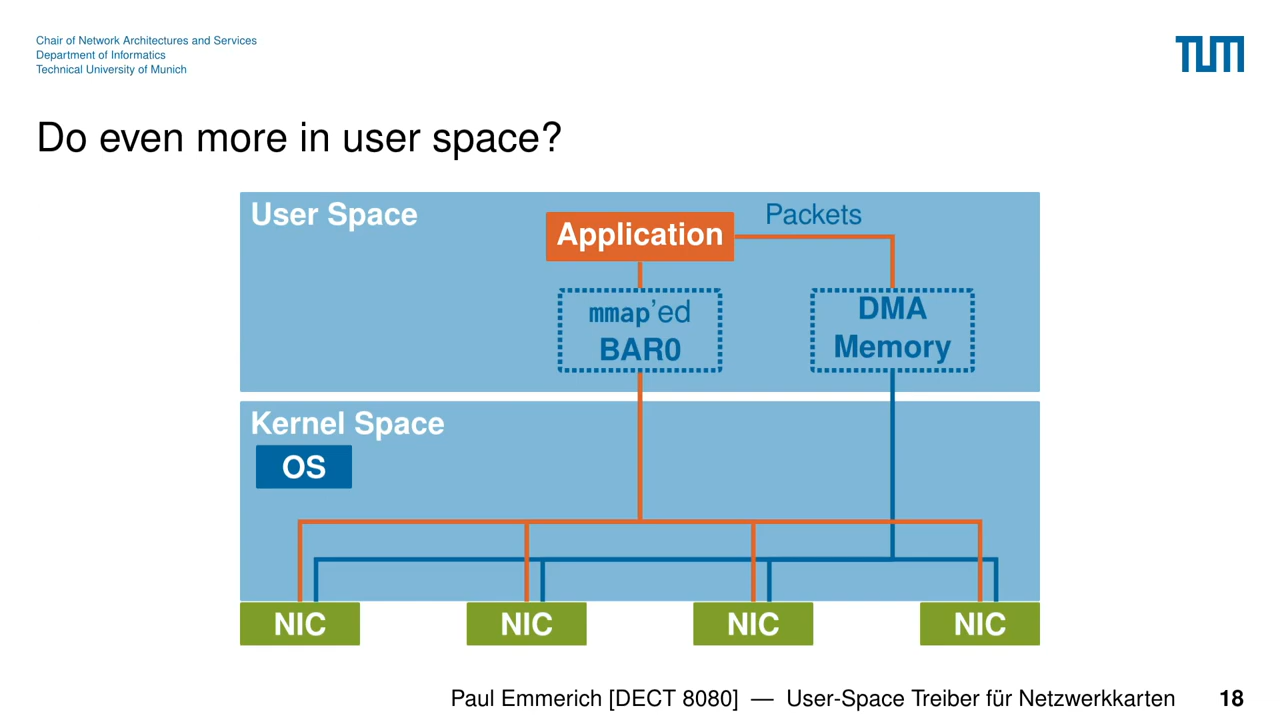 Chair of Network Architectures and Services
Department of Informatics
Technical University of Munich
TUM
Do even more in user space?
User Space
Application
Packets
mmap’ed
BAR0
DMA
Memory
Kernel Space
OS
NIC
NIC
NIC
NIC
Paul Emmerich [DECT 8080] — User-Space Treiber für Netzwerkkarten 18